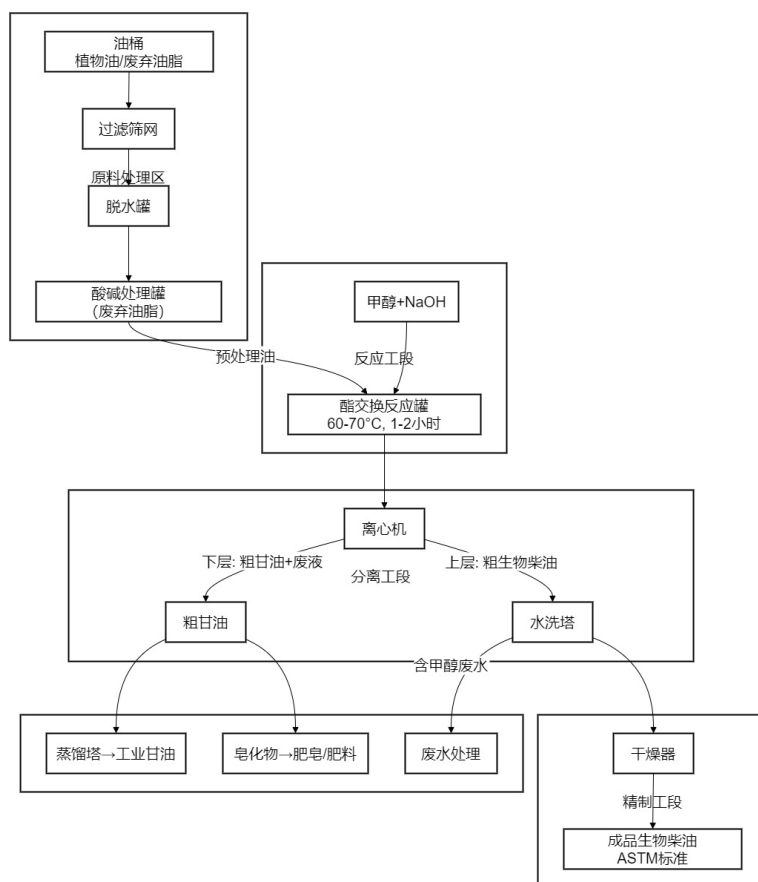 油桶
植物油/废弃油脂
过滤筛网
原料处理区
脱水罐
酸碱处理罐
（废弃油脂）
甲醇+NaOH
预处理油
反应工段
酯交换反应罐
60-70°C, 1-2小时
离心机
下层: 粗甘油+废液
分离工段
上层: 粗生物柴油
粗甘油
水洗塔
含甲醇废水
蒸馏塔→工业甘油
皂化物→肥皂/肥料
废水处理
干燥器
精制工段
成品生物柴油
ASTM标准